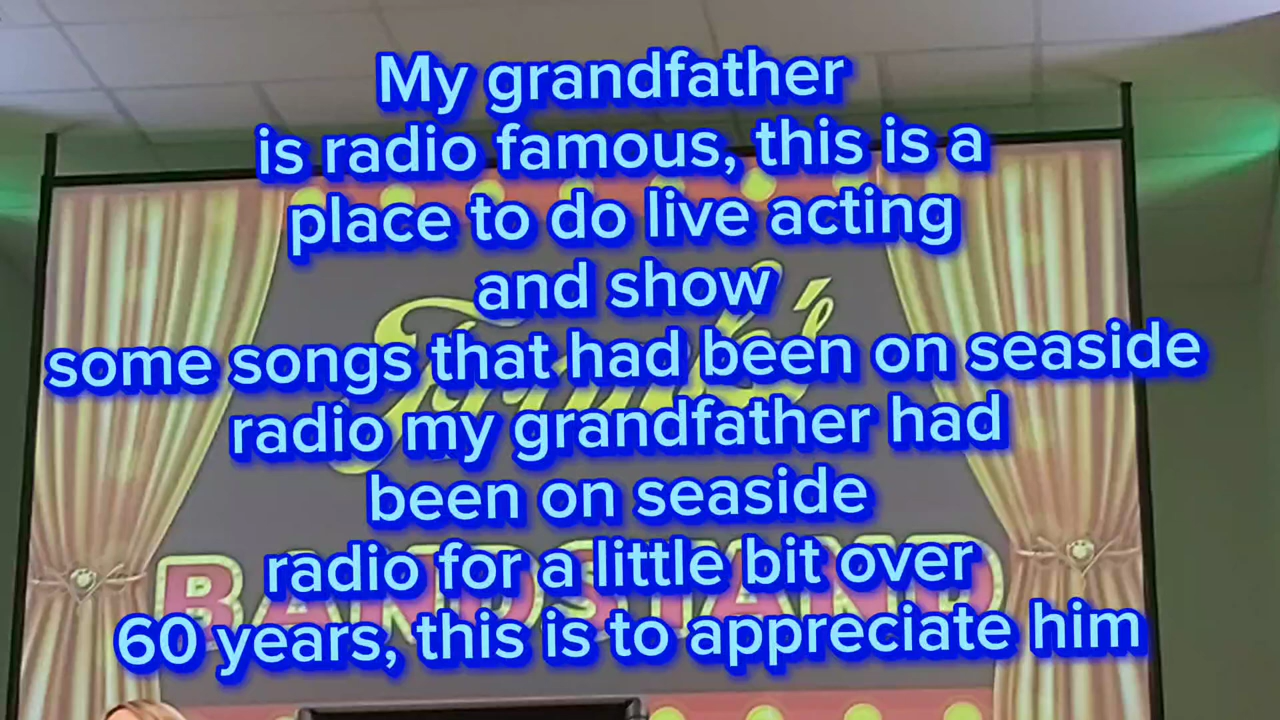 My grandfather
is radio famous, this is a
place to do live acting
and show
some songs that had been on seaside
radio my grandfather had
been on seaside
radio for a little bit over
60 years, this is to appreciate him
BANDSTAND